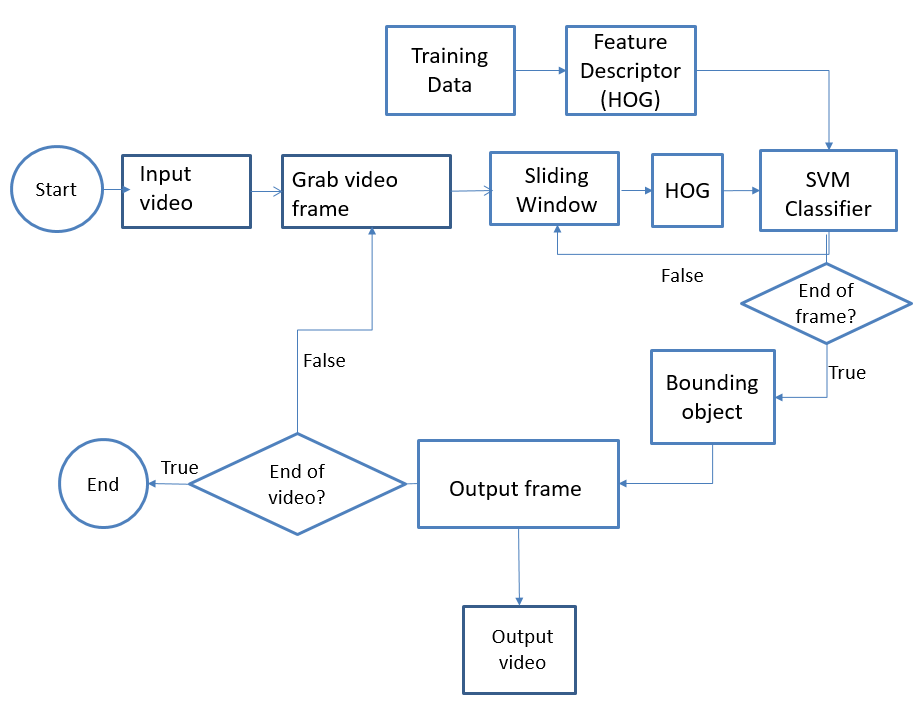 Training
Data
Feature
Descriptor
(HOG)
Start
Input
video
Grab video
frame
Sliding
Window
HOG
SVM
Classifier
False
End of
frame?
True
Bounding
object
False
End
True
End of
video?
Output frame
Output
video